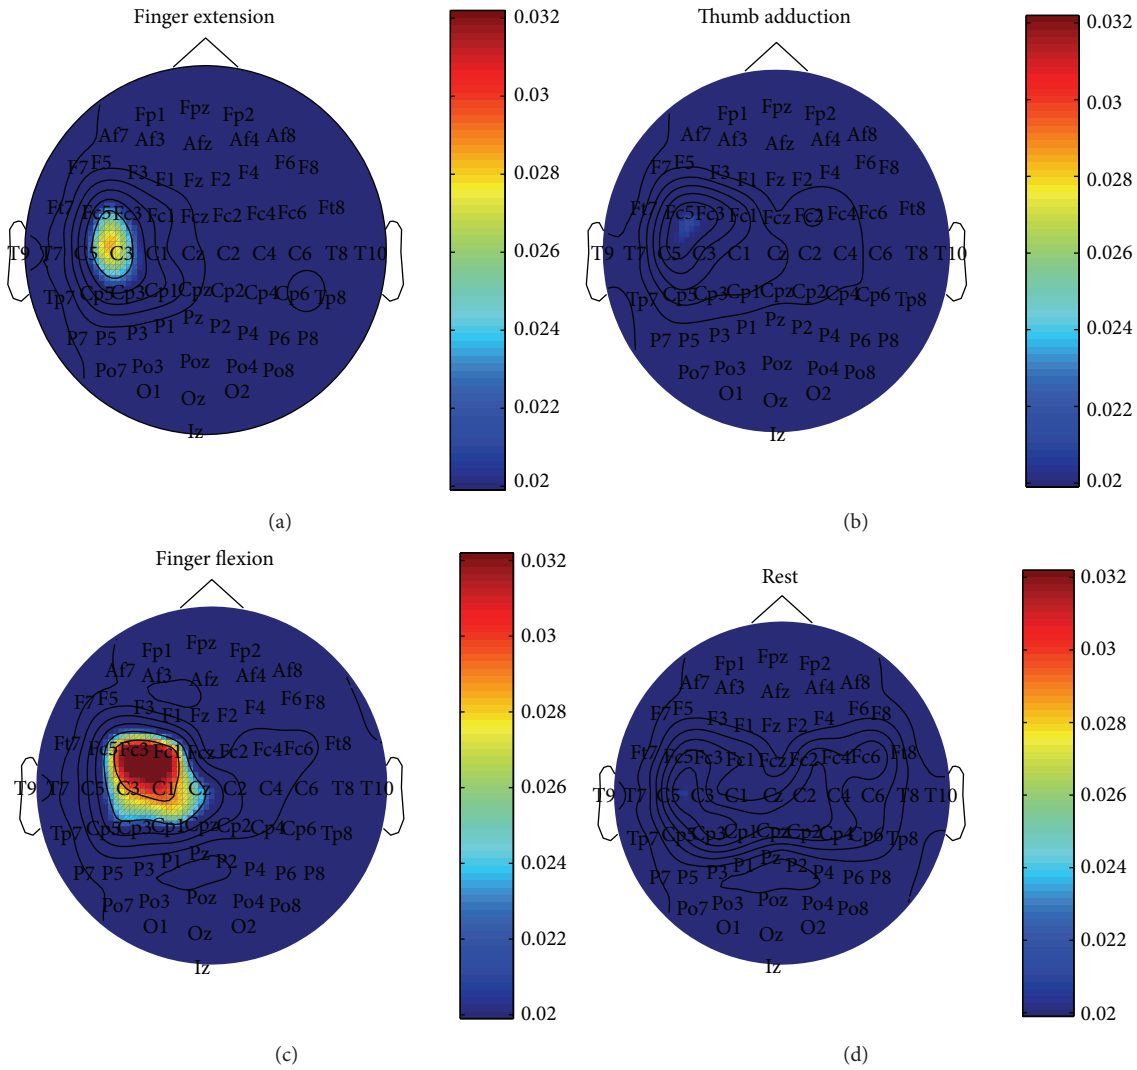 Finger extension
Fp1 Fpz Fp2
Af7 Af3 Afz Af4 Af8
F7 F5 F3 F1 Fz F2 F4 F6 F8
Ft7 Fc5 Fc3 Fc1 Fcz Fc2 Fc4 Fc6 Ft8
T9 T7 C5 C3 C1 Cz C2 C4 C6 T8 T10
Tp7 Cp5 Cp3 Cp1 Cpz Cp2 Cp4 Cp6 Tp8
P7 P5 P3 P1 Pz P2 P4 P6 P8
Po7 Po3 Poz Po4 Po8
O1 Oz O2
Iz
0.032
0.03
0.028
0.026
0.024
0.022
0.02
(a)
Thumb adduction
Fp1 Fpz Fp2
Af7 Af3 Afz Af4 Af8
F7 F5 F3 F1 Fz F2 F4 F6 F8
Ft7 Fc5 Fc3 Fc1 Fcz Fc2 Fc4 Fc6 Ft8
T9 T7 C5 C3 C1 Cz C2 C4 C6 T8 T10
Tp7 Cp5 Cp3 Cp1 Cpz Cp2 Cp4 Cp6 Tp8
P7 P5 P3 P1 Pz P2 P4 P6 P8
Po7 Po3 Poz Po4 Po8
O1 Oz O2
Iz
0.032
0.03
0.028
0.026
0.024
0.022
0.02
(b)
Finger flexion
Fp1 Fpz Fp2
Af7 Af3 Afz Af4 Af8
F7 F5 F3 F1 Fz F2 F4 F6 F8
Ft7 Fc5 Fc3 Fc1 Fcz Fc2 Fc4 Fc6 Ft8
T9 T7 C5 C3 C1 Cz C2 C4 C6 T8 T10
Tp7 Cp5 Cp3 Cp1 Cpz Cp2 Cp4 Cp6 Tp8
P7 P5 P3 P1 Pz P2 P4 P6 P8
Po7 Po3 Poz Po4 Po8
O1 Oz O2
Iz
0.032
0.03
0.028
0.026
0.024
0.022
0.02
(c)
Rest
Fp1 Fpz Fp2
Af7 Af3 Afz Af4 Af8
F7 F5 F3 F1 Fz F2 F4 F6 F8
Ft7 Fc5 Fc3 Fc1 Fcz Fc2 Fc4 Fc6 Ft8
T9 T7 C5 C3 C1 Cz C2 C4 C6 T8 T10
Tp7 Cp5 Cp3 Cp1 Cpz Cp2 Cp4 Cp6 Tp8
P7 P5 P3 P1 Pz P2 P4 P6 P8
Po7 Po3 Poz Po4 Po8
O1 Oz O2
Iz
0.032
0.03
0.028
0.026
0.024
0.022
0.02
(d)